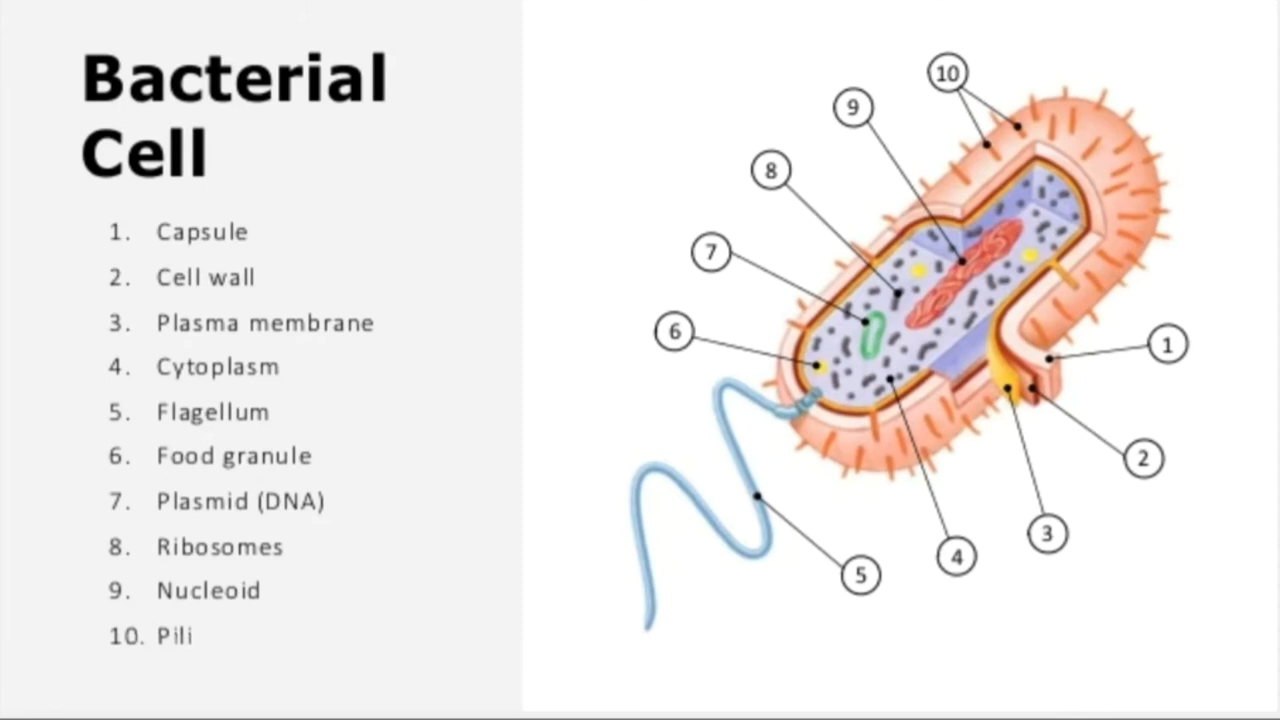 Bacterial
Cell
1. Capsule
2. Cell wall
3. Plasma membrane
4. Cytoplasm
5. Flagellum
6. Food granule
7. Plasmid (DNA)
8. Ribosomes
9. Nucleoid
10. Pili
10
9
8
7
6
1
2
3
4
5